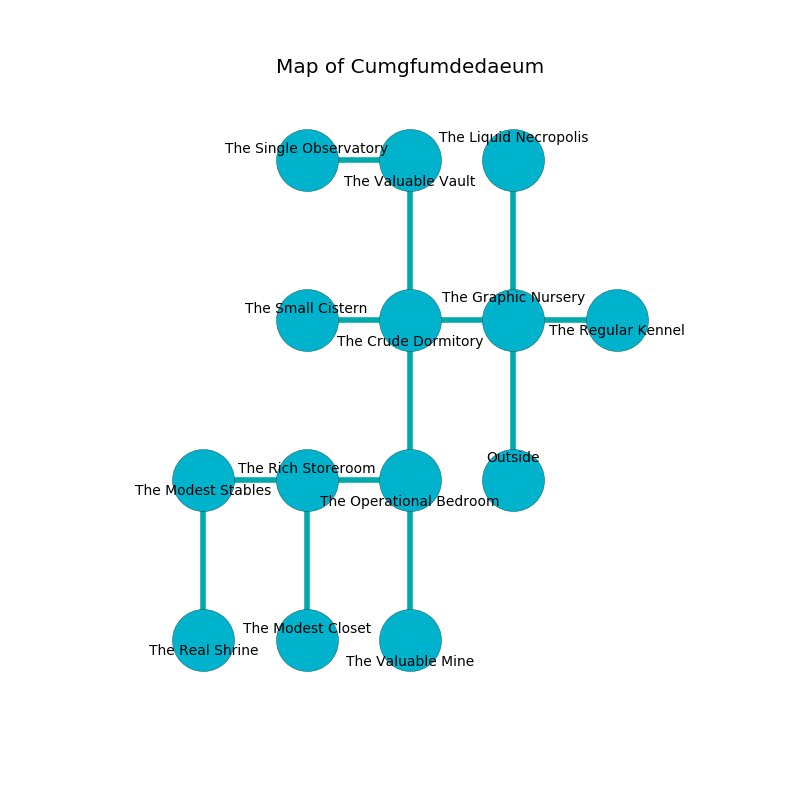 Map of Cumgfumdedaeum
The Liquid Necropolis
The Single Observatory
The Valuable Vault
The Graphic Nursery
The Small Cistern
The Regular Kennel
The Crude Dormitory
Outside
The Rich Storeroom
The Modest Stables
The Operational Bedroom
The Modest Closet
The Real Shrine
The Valuable Mine